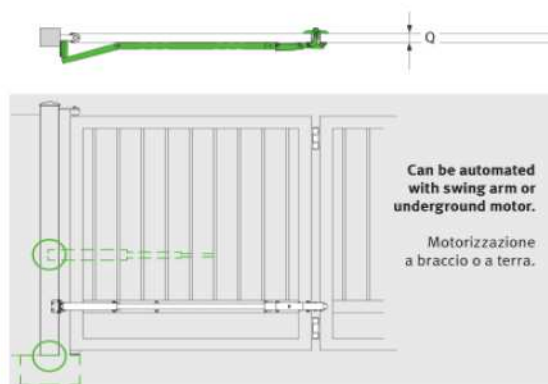 Q
Can be automated
with swing arm or
underground motor.
Motorizzazione
a braccio o a terra.